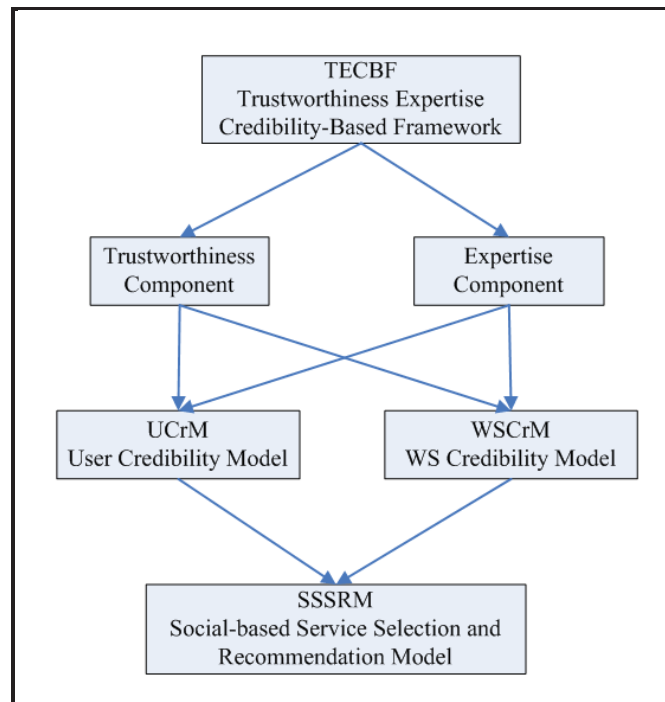 TECBF
Trustworthiness Expertise
Credibility-Based Framework
Trustworthiness
Component
Expertise
Component
UCrM
User Credibility Model
WSCrM
WS Credibility Model
SSSRM
Social-based Service Selection and
Recommendation Model